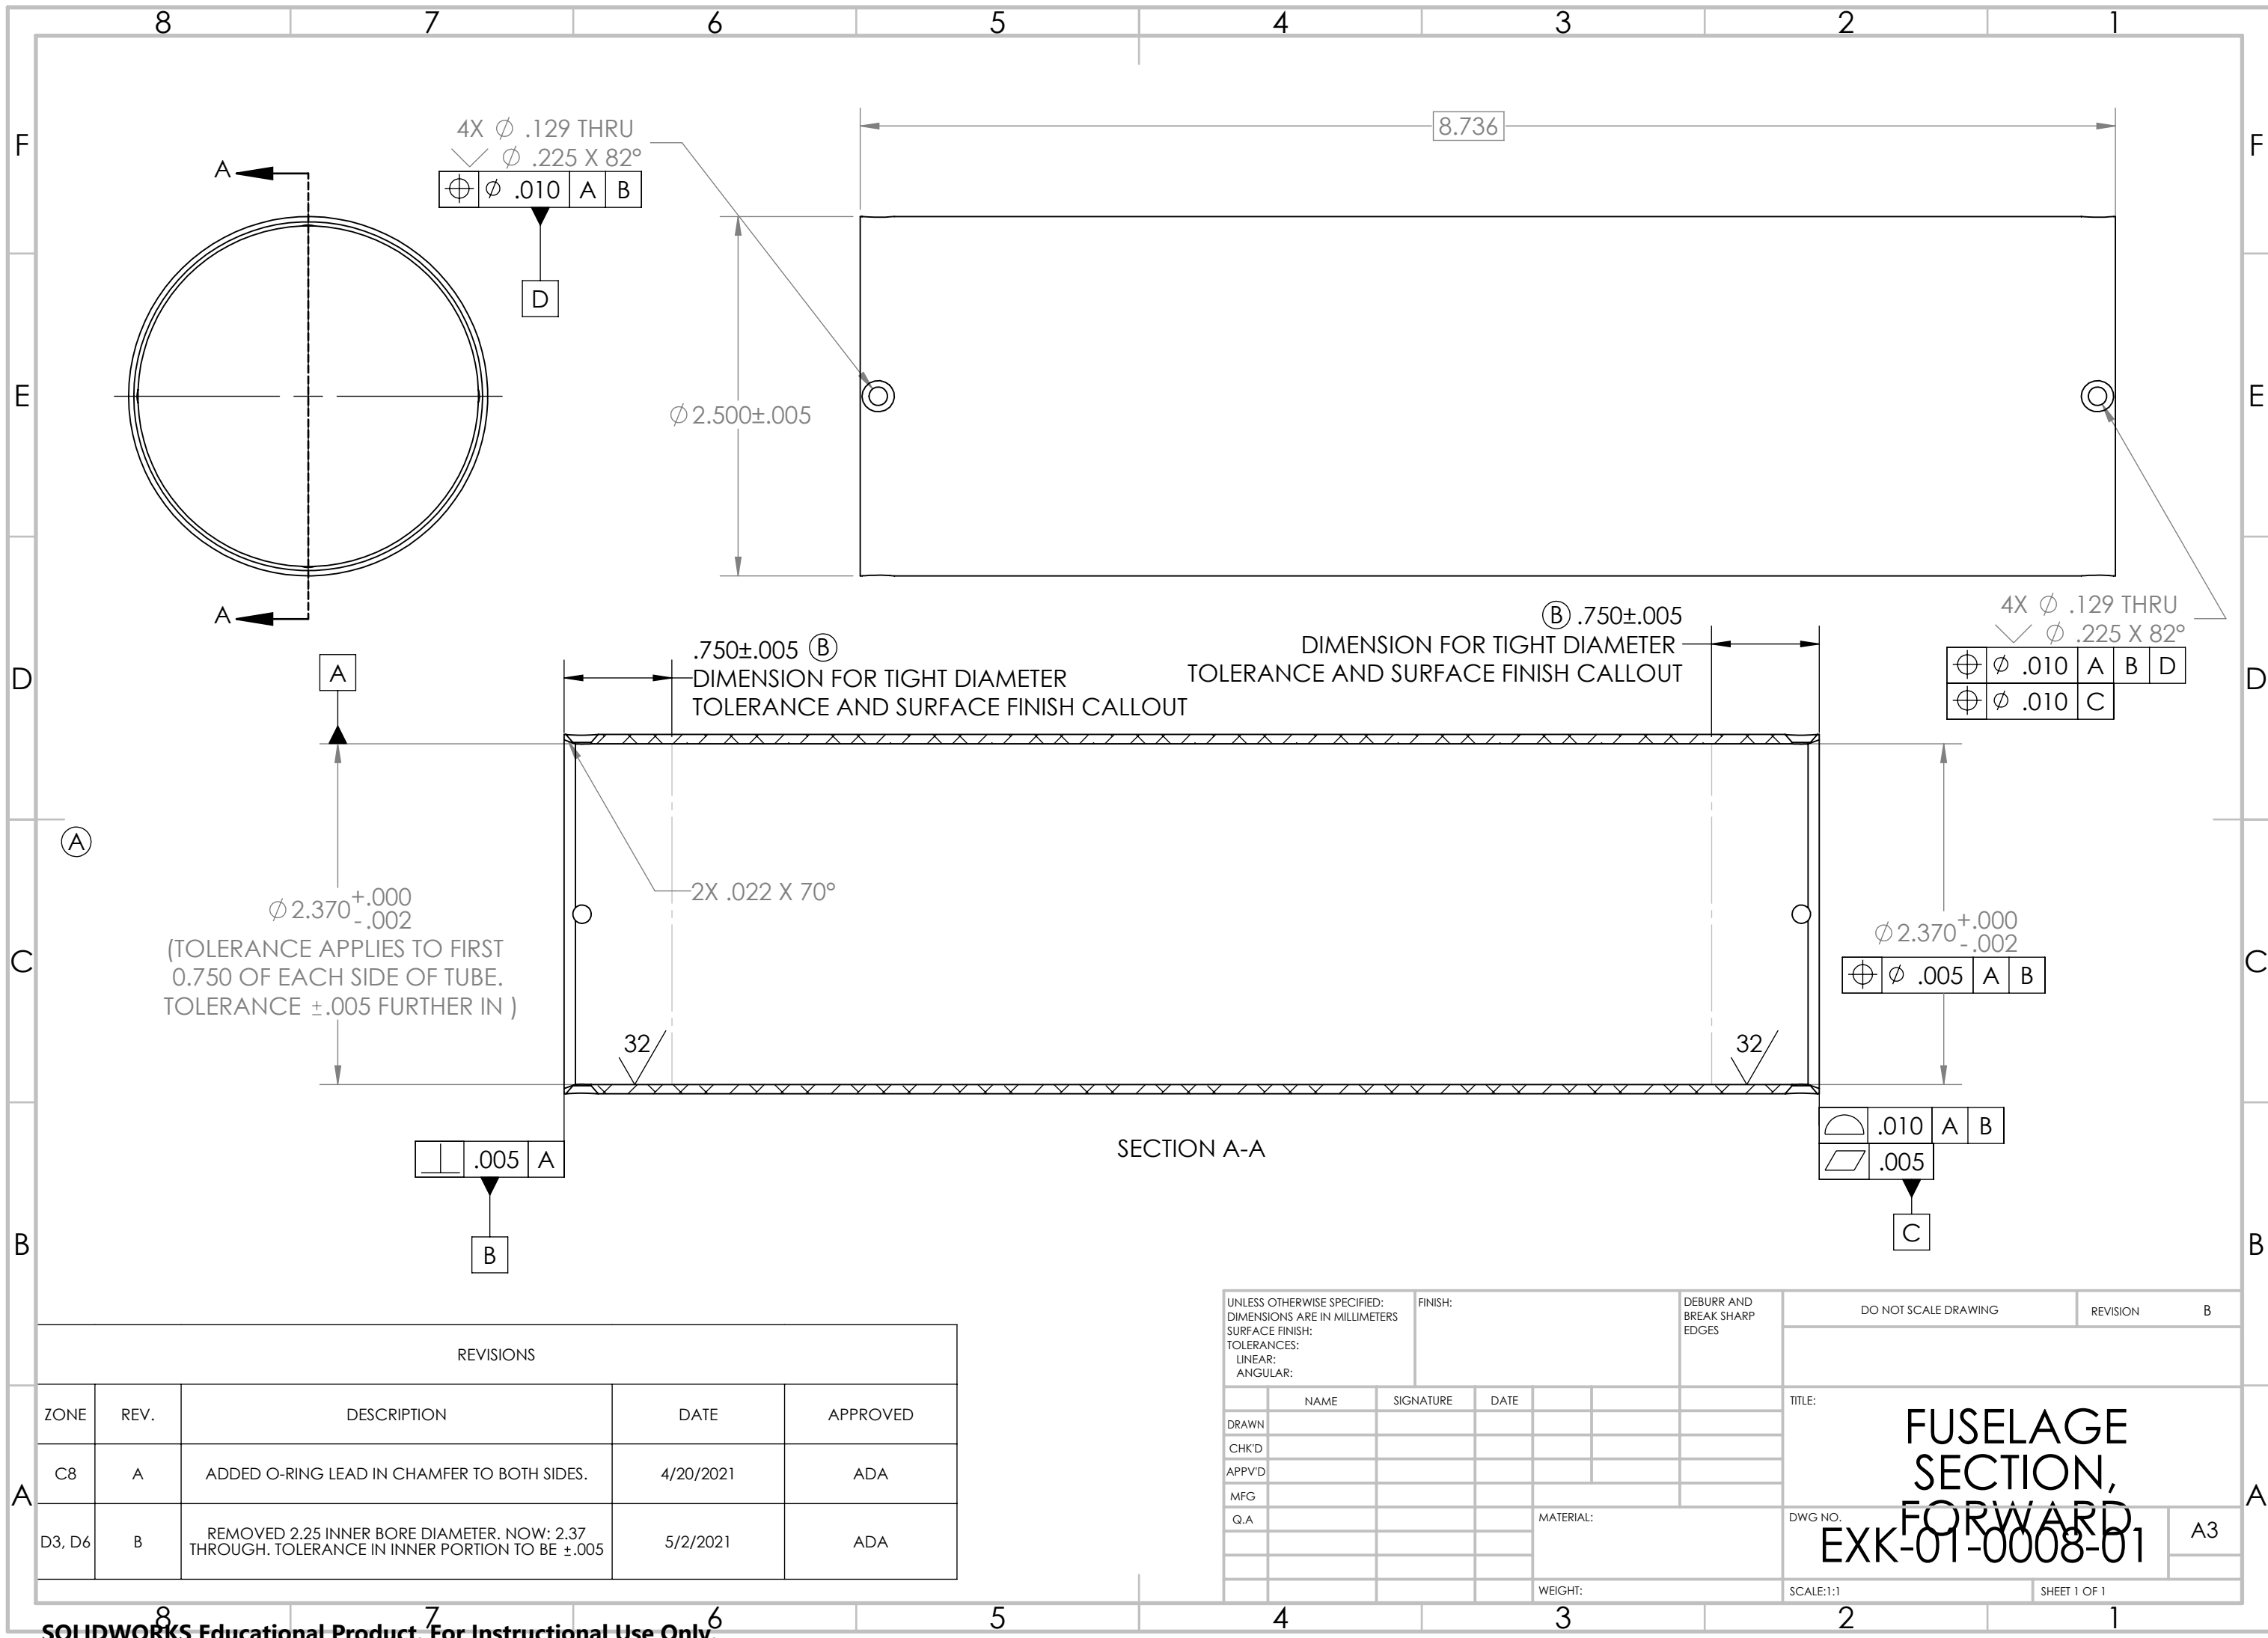 8 7 6 5 4 3 2 1
F
E
D
C
B
A
F
E
D
C
B
A
4X ⌀ .129 THRU
⌵ ⌀ .225 X 82°
⌖ ⌀ .010 A B
D
A
A
8.736
⌀2.500±.005
4X ⌀ .129 THRU
⌵ ⌀ .225 X 82°
⌖ ⌀ .010 A B D
⌖ ⌀ .010 C
.750±.005 Ⓑ
DIMENSION FOR TIGHT DIAMETER
TOLERANCE AND SURFACE FINISH CALLOUT
Ⓑ .750±.005
DIMENSION FOR TIGHT DIAMETER
TOLERANCE AND SURFACE FINISH CALLOUT
A
Ⓐ
⌀2.370 +.000
-.002
(TOLERANCE APPLIES TO FIRST
0.750 OF EACH SIDE OF TUBE.
TOLERANCE ±.005 FURTHER IN )
2X .022 X 70°
32
32
⌀2.370 +.000
-.002
⌖ ⌀ .005 A B
⟂ .005 A
B
SECTION A-A
⌓ .010 A B
⏥ .005
C
REVISIONS
ZONE REV. DESCRIPTION DATE APPROVED
C8 A ADDED O-RING LEAD IN CHAMFER TO BOTH SIDES. 4/20/2021 ADA
D3, D6 B REMOVED 2.25 INNER BORE DIAMETER. NOW: 2.37
THROUGH. TOLERANCE IN INNER PORTION TO BE ±.005 5/2/2021 ADA
UNLESS OTHERWISE SPECIFIED:
DIMENSIONS ARE IN MILLIMETERS
SURFACE FINISH:
TOLERANCES:
LINEAR:
ANGULAR:
FINISH:
DEBURR AND
BREAK SHARP
EDGES
DO NOT SCALE DRAWING
REVISION B
NAME SIGNATURE DATE
DRAWN
CHK'D
APPV'D
MFG
Q.A
MATERIAL:
WEIGHT:
TITLE:
FUSELAGE
SECTION,
FORWARD
DWG NO.
EXK-01-0008-01
A3
SCALE:1:1
SHEET 1 OF 1
8 7 6 5 4 3 2 1
SOLIDWORKS Educational Product. For Instructional Use Only.